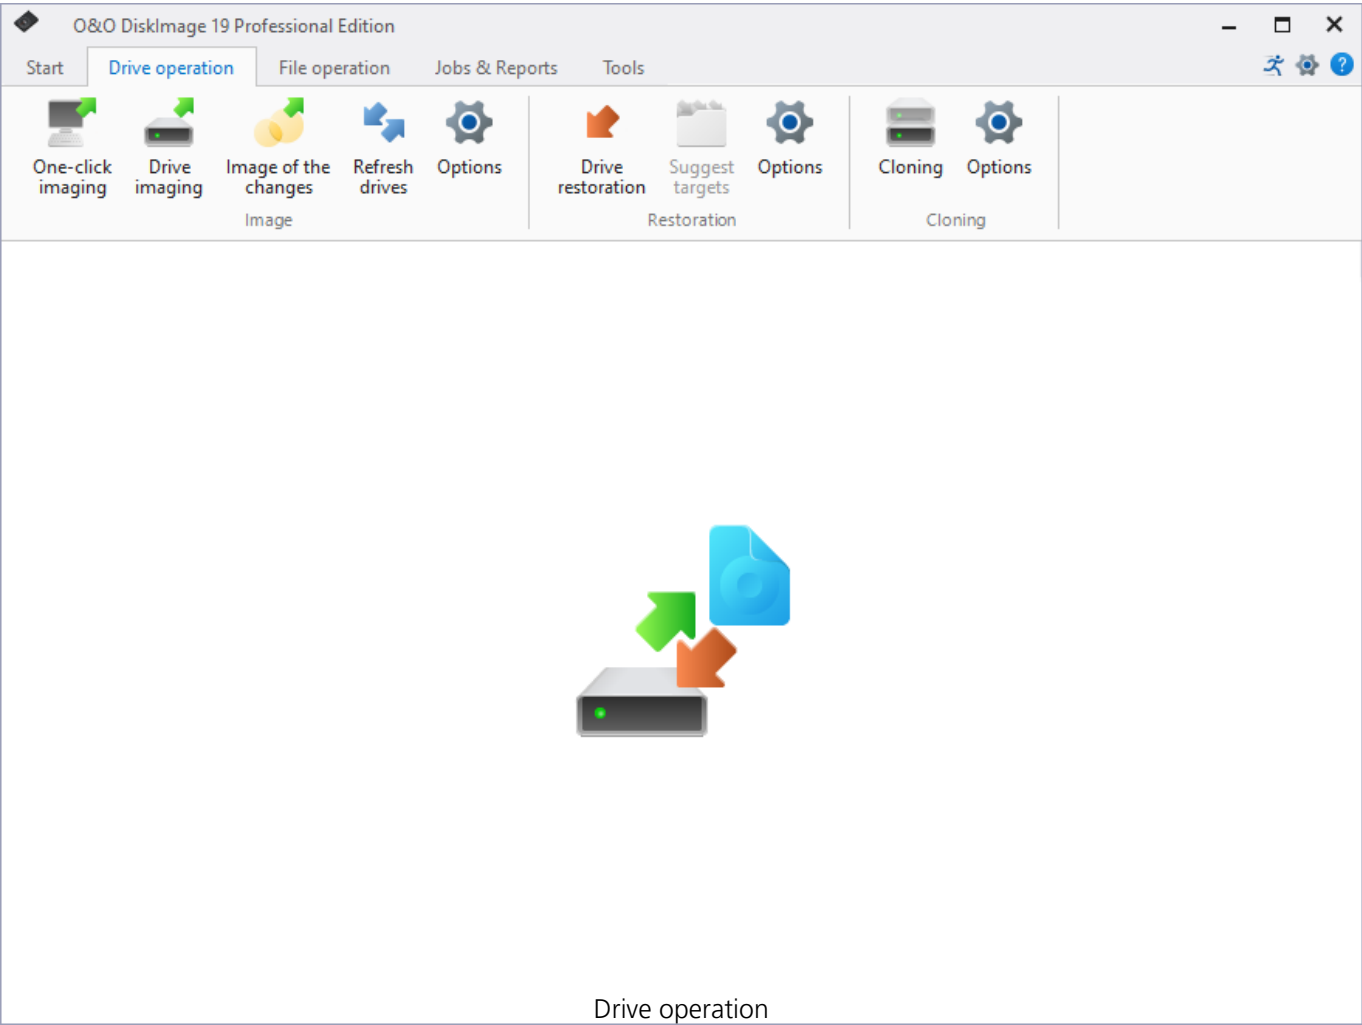 O&O DiskImage 19 Professional Edition
Start
Drive operation
File operation
Jobs & Reports
Tools
?
One-click
imaging
Drive
imaging
Image of the
changes
Refresh
drives
Options
Image
Drive
restoration
Suggest
targets
Options
Restoration
Cloning
Options
Cloning
Drive operation